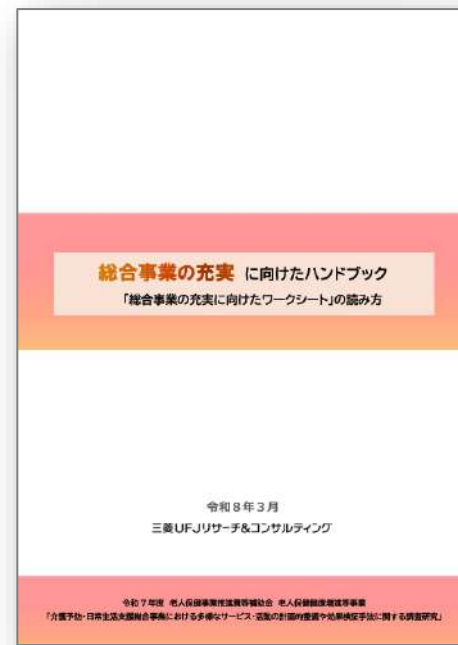 総合事業の充実 に向けたハンドブック
「総合事業の充実に向けたワークシート」の読み方
令和8年3月
三菱UFJリサーチ&コンサルティング
令和7年度 老人保健事業推進費等補助金 老人保健健康増進等事業
「介護予防・日常生活支援総合事業における多様なサービス・活動の計画的整備や効果検証手法に関する調査研究」